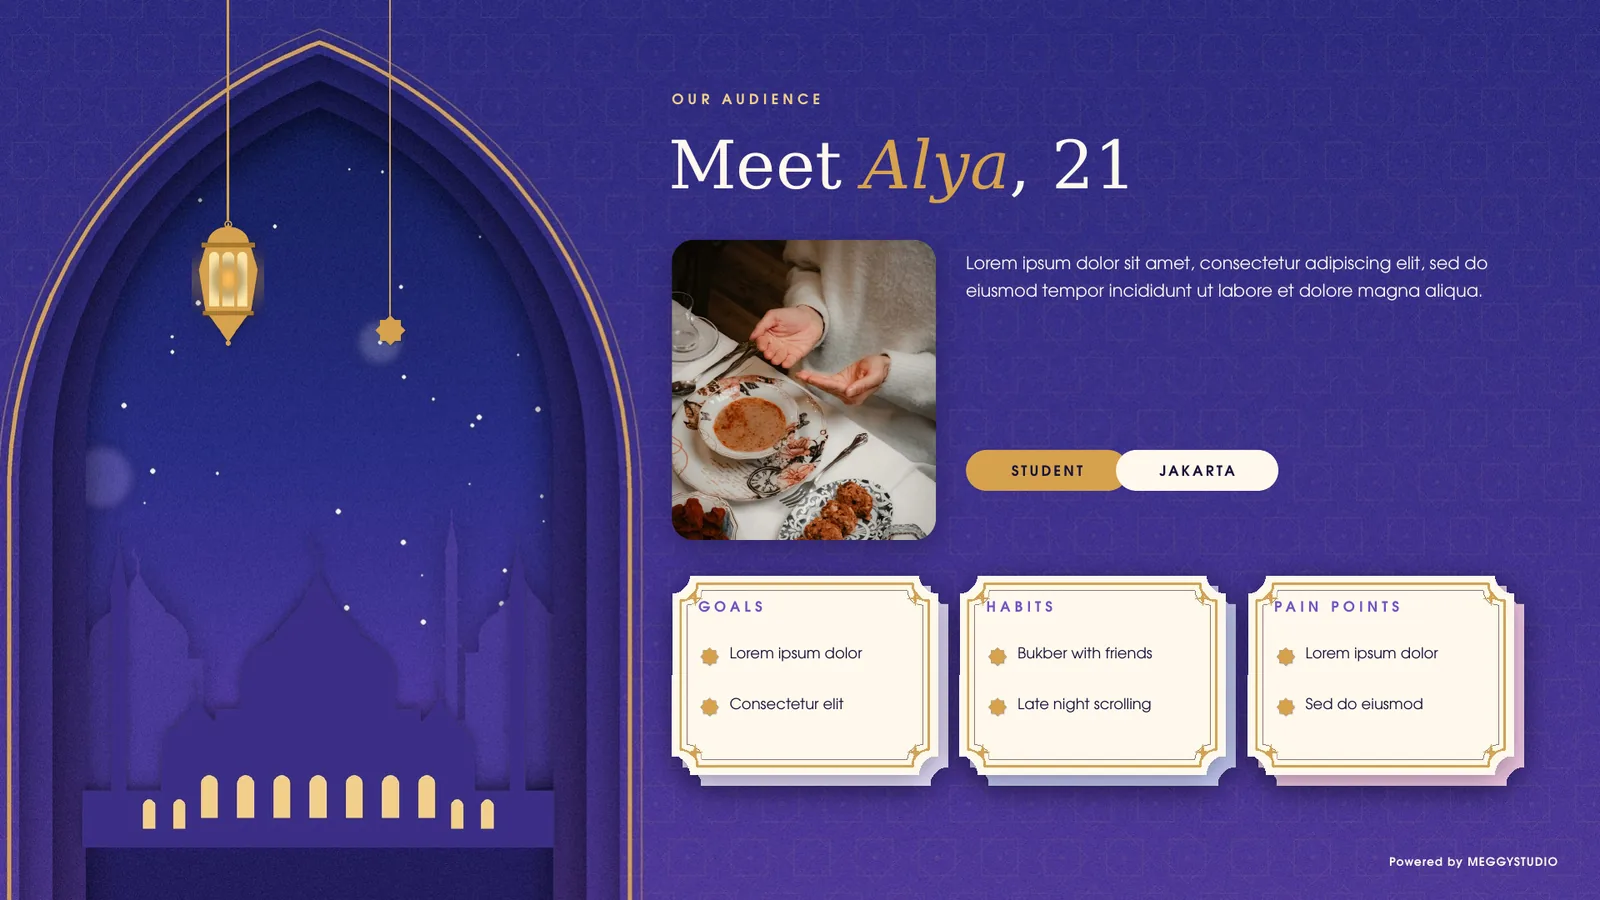 OUR AUDIENCE
Meet Alya, 21
Lorem ipsum dolor sit amet, consectetur adipiscing elit, sed do
eiusmod tempor incididunt ut labore et dolore magna aliqua.
STUDENT
JAKARTA
GOALS
Lorem ipsum dolor
Consectetur elit
HABITS
Bukber with friends
Late night scrolling
PAIN POINTS
Lorem ipsum dolor
Sed do eiusmod
Powered by MEGGYSTUDIO